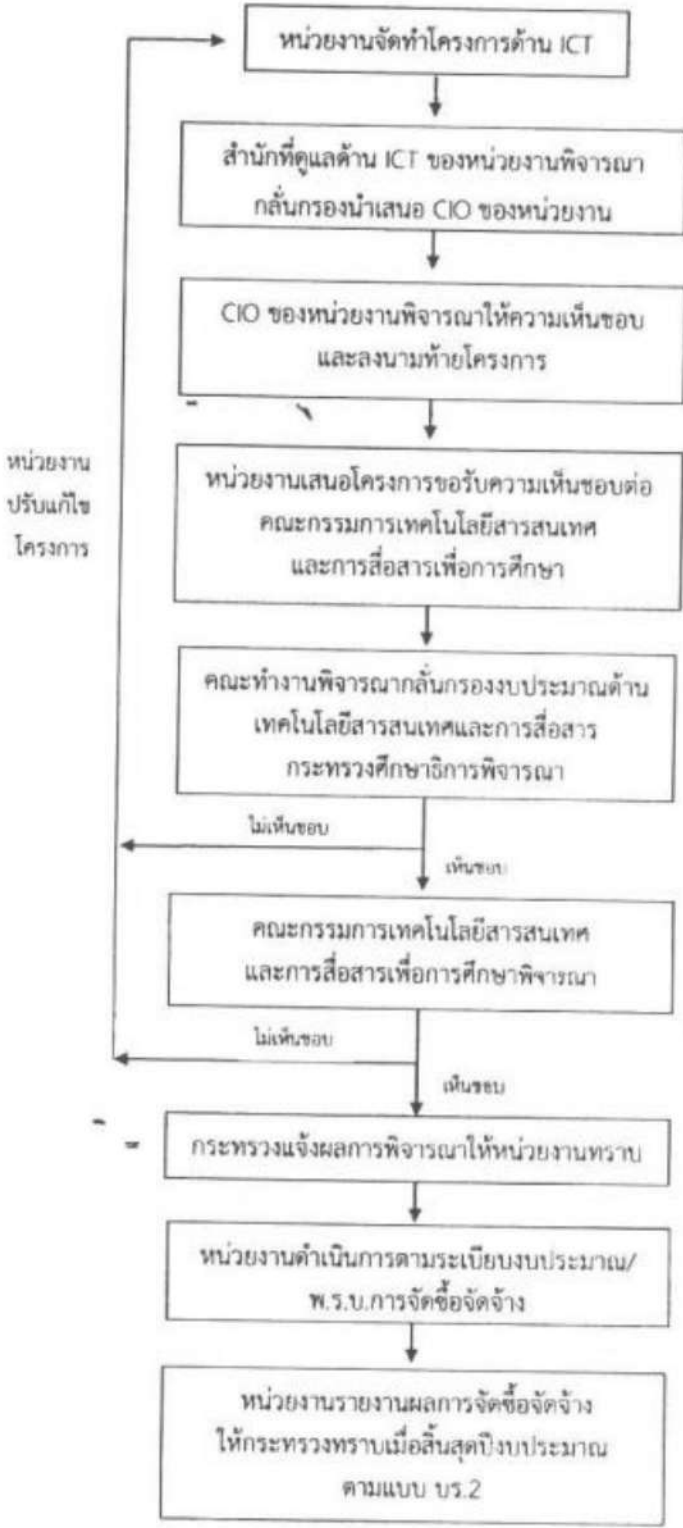 หน่วยงานจัดทำโครงการด้าน ICT
สำนักที่ดูแลด้าน ICT ของหน่วยงานพิจารณา
กลั่นกรองนำเสนอ CIO ของหน่วยงาน
CIO ของหน่วยงานพิจารณาให้ความเห็นชอบ
และลงนามท้ายโครงการ
หน่วยงาน
ปรับแก้ไข
โครงการ
หน่วยงานเสนอโครงการขอรับความเห็นชอบต่อ
คณะกรรมการเทคโนโลยีสารสนเทศ
และการสื่อสารเพื่อการศึกษา
คณะทำงานพิจารณากลั่นกรองงบประมาณด้าน
เทคโนโลยีสารสนเทศและการสื่อสาร
กระทรวงศึกษาธิการพิจารณา
ไม่เห็นชอบ
เห็นชอบ
คณะกรรมการเทคโนโลยีสารสนเทศ
และการสื่อสารเพื่อการศึกษาพิจารณา
ไม่เห็นชอบ
เห็นชอบ
กระทรวงแจ้งผลการพิจารณาให้หน่วยงานทราบ
หน่วยงานดำเนินการตามระเบียบงบประมาณ/
พ.ร.บ.การจัดซื้อจัดจ้าง
หน่วยงานรายงานผลการจัดซื้อจัดจ้าง
ให้กระทรวงทราบเมื่อสิ้นสุดปีงบประมาณ
ตามแบบ บร.2